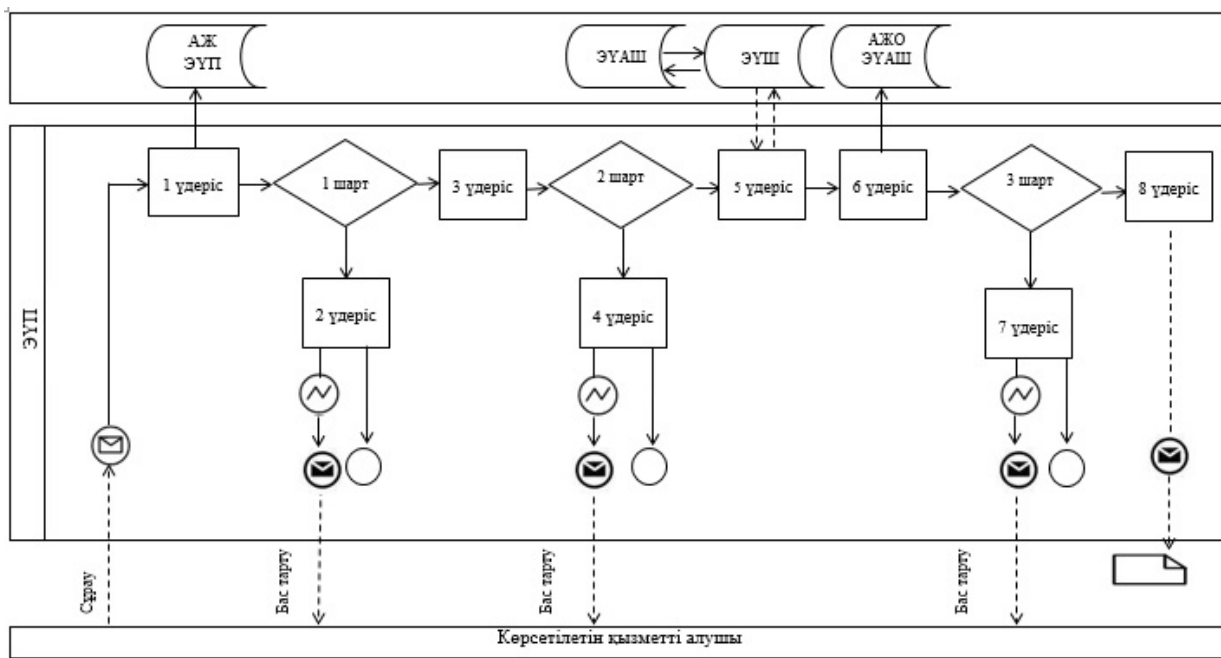 АЖ
ЭҮП
ЭҮАШ
ЭҮШ
АЖО
ЭҮАШ
1 үдеріс
1 шарт
3 үдеріс
2 шарт
5 үдеріс
6 үдеріс
3 шарт
8 үдеріс
2 үдеріс
4 үдеріс
7 үдеріс
ЭҮП
Сұрау
Бас тарту
Бас тарту
Бас тарту
Көрсетілетін қызметті алушы